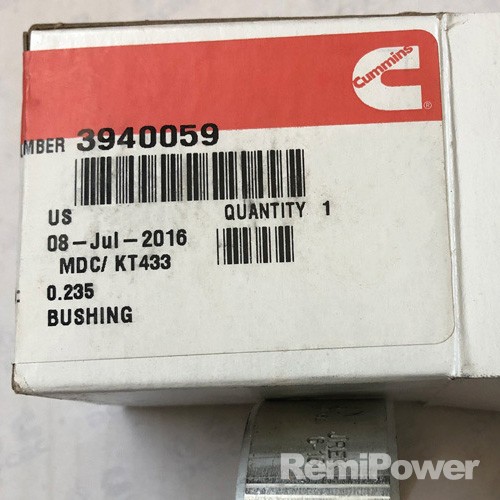 Cummins
®
MBER 3940059
US QUANTITY 1
08-Jul-2016
MDC/ KT433
0.235
BUSHING
RemiPower